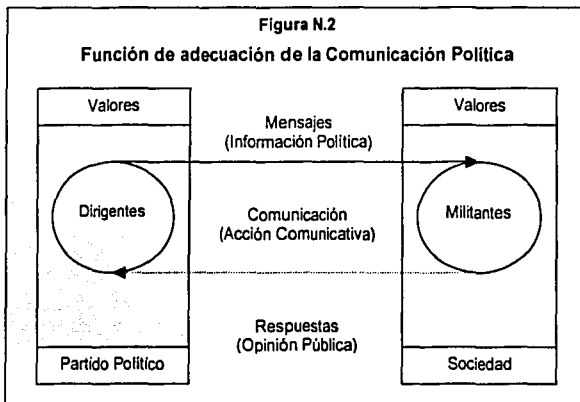 Figura N.2
Función de adecuación de la Comunicación Política
Valores
Valores
Mensajes
(Información Política)
Dirigentes
Comunicación
(Acción Comunicativa)
Militantes
Respuestas
(Opinión Pública)
Partido Polítíco
Sociedad